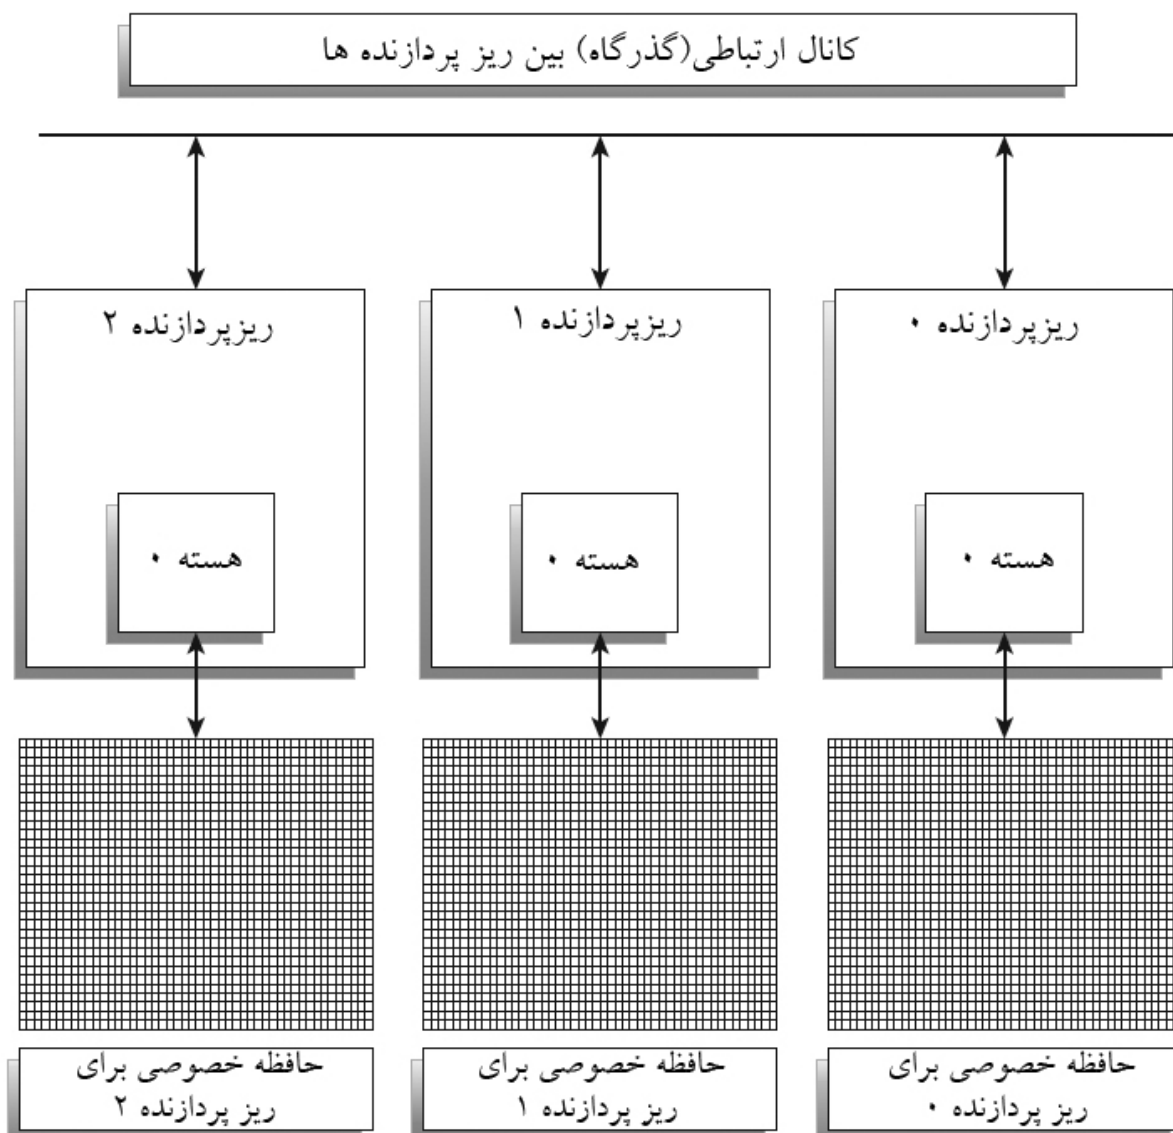 کانال ارتباطی(گذرگاه) بین ریز پردازنده ها
ریزپردازنده ۰
ریزپردازنده ۱
ریزپردازنده ۲
هسته ۰
هسته ۰
هسته ۰
حافظه خصوصی برای
ریز پردازنده ۰
حافظه خصوصی برای
ریز پردازنده ۱
حافظه خصوصی برای
ریز پردازنده ۲